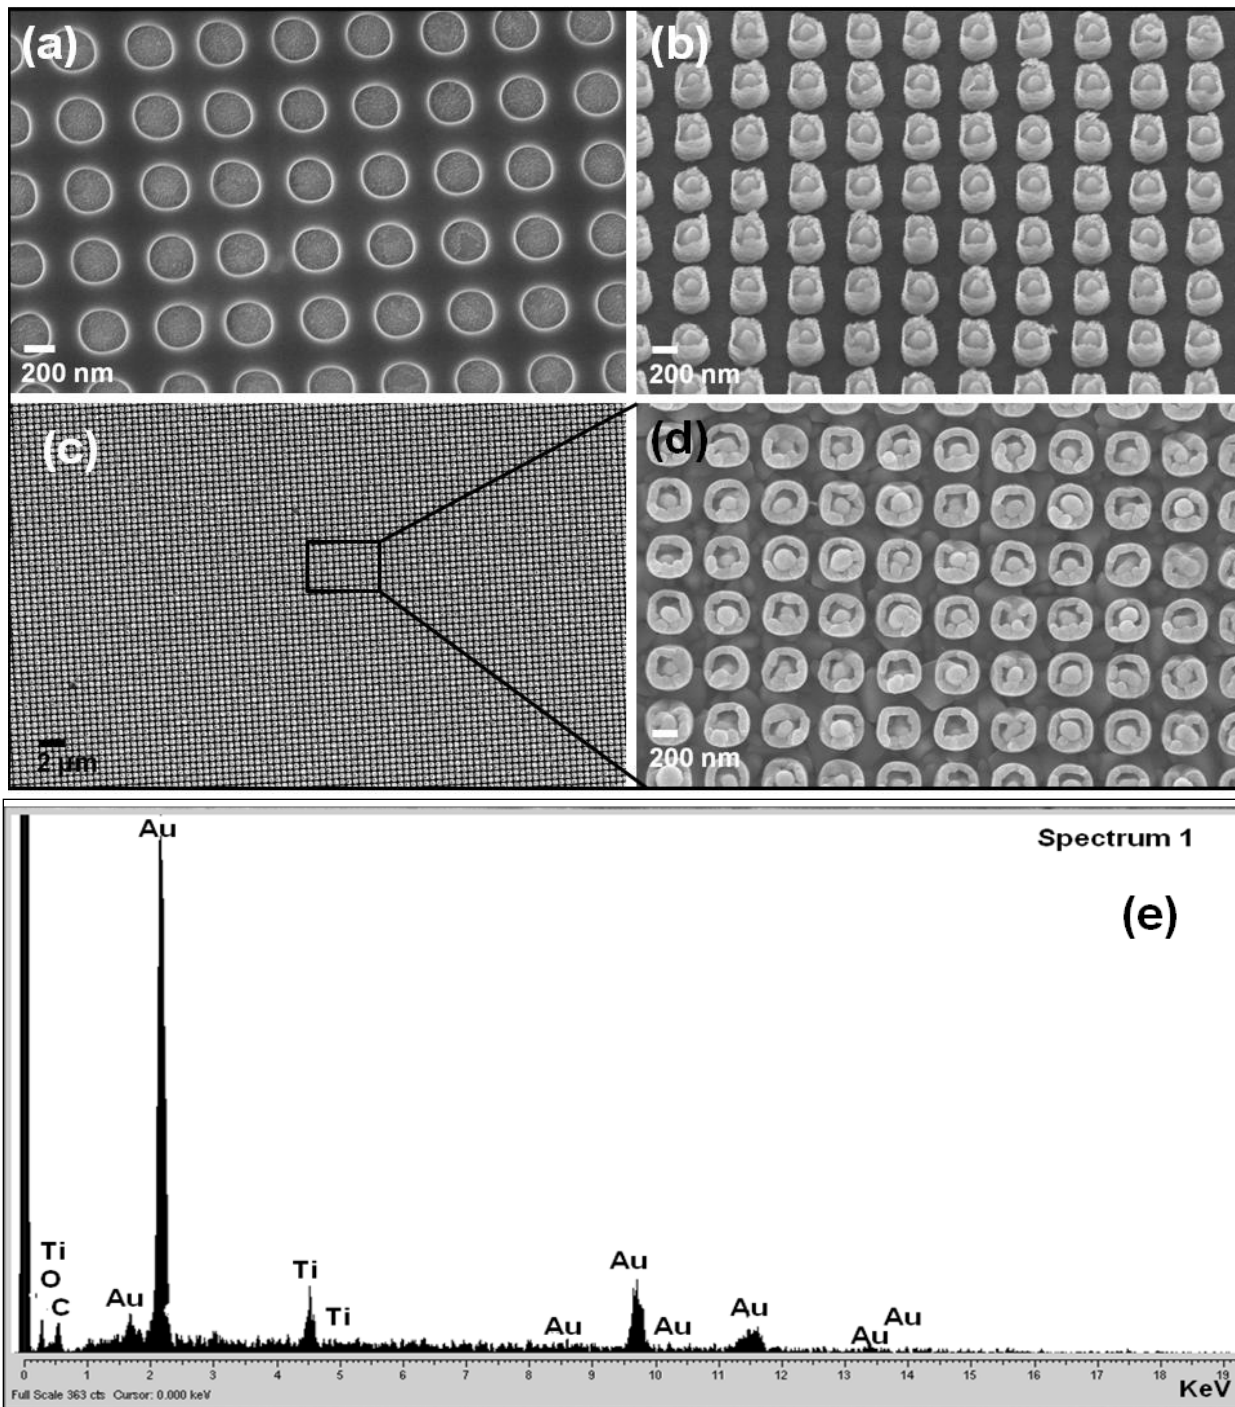 (a)
200 nm
(b)
200 nm
(c)
2 µm
(d)
200 nm
Au
Spectrum 1
(e)
Ti
O
C
Au
Ti
Ti
Au
Au
Au
Au
Au
Au
0 1 2 3 4 5 6 7 8 9 10 11 12 13 14 15 16 17 18 19
Full Scale 363 cts Cursor: 0.000 keV
KeV